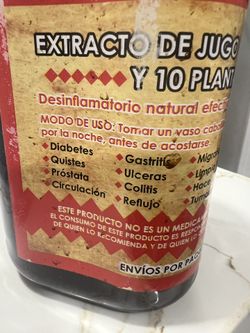 EXTRACTO DE JUGO
Y 10 PLANT
Desinflamatorio natural efec
MODO DE USO: Tomar un vaso
por la noche, antes de acostarse
Diabetes
Quistes
Próstata
Circulación
Gastritis
Ulceras
Colitis
Reflujo
ESTE PRODUCTO NO ES UN MEDICAM
EL CONSUMO DE ESTE PRODUCTO ES RESPON
DE QUIEN LO RECOMIENDA Y DE QUIEN LO
ENVÍOS POR PA